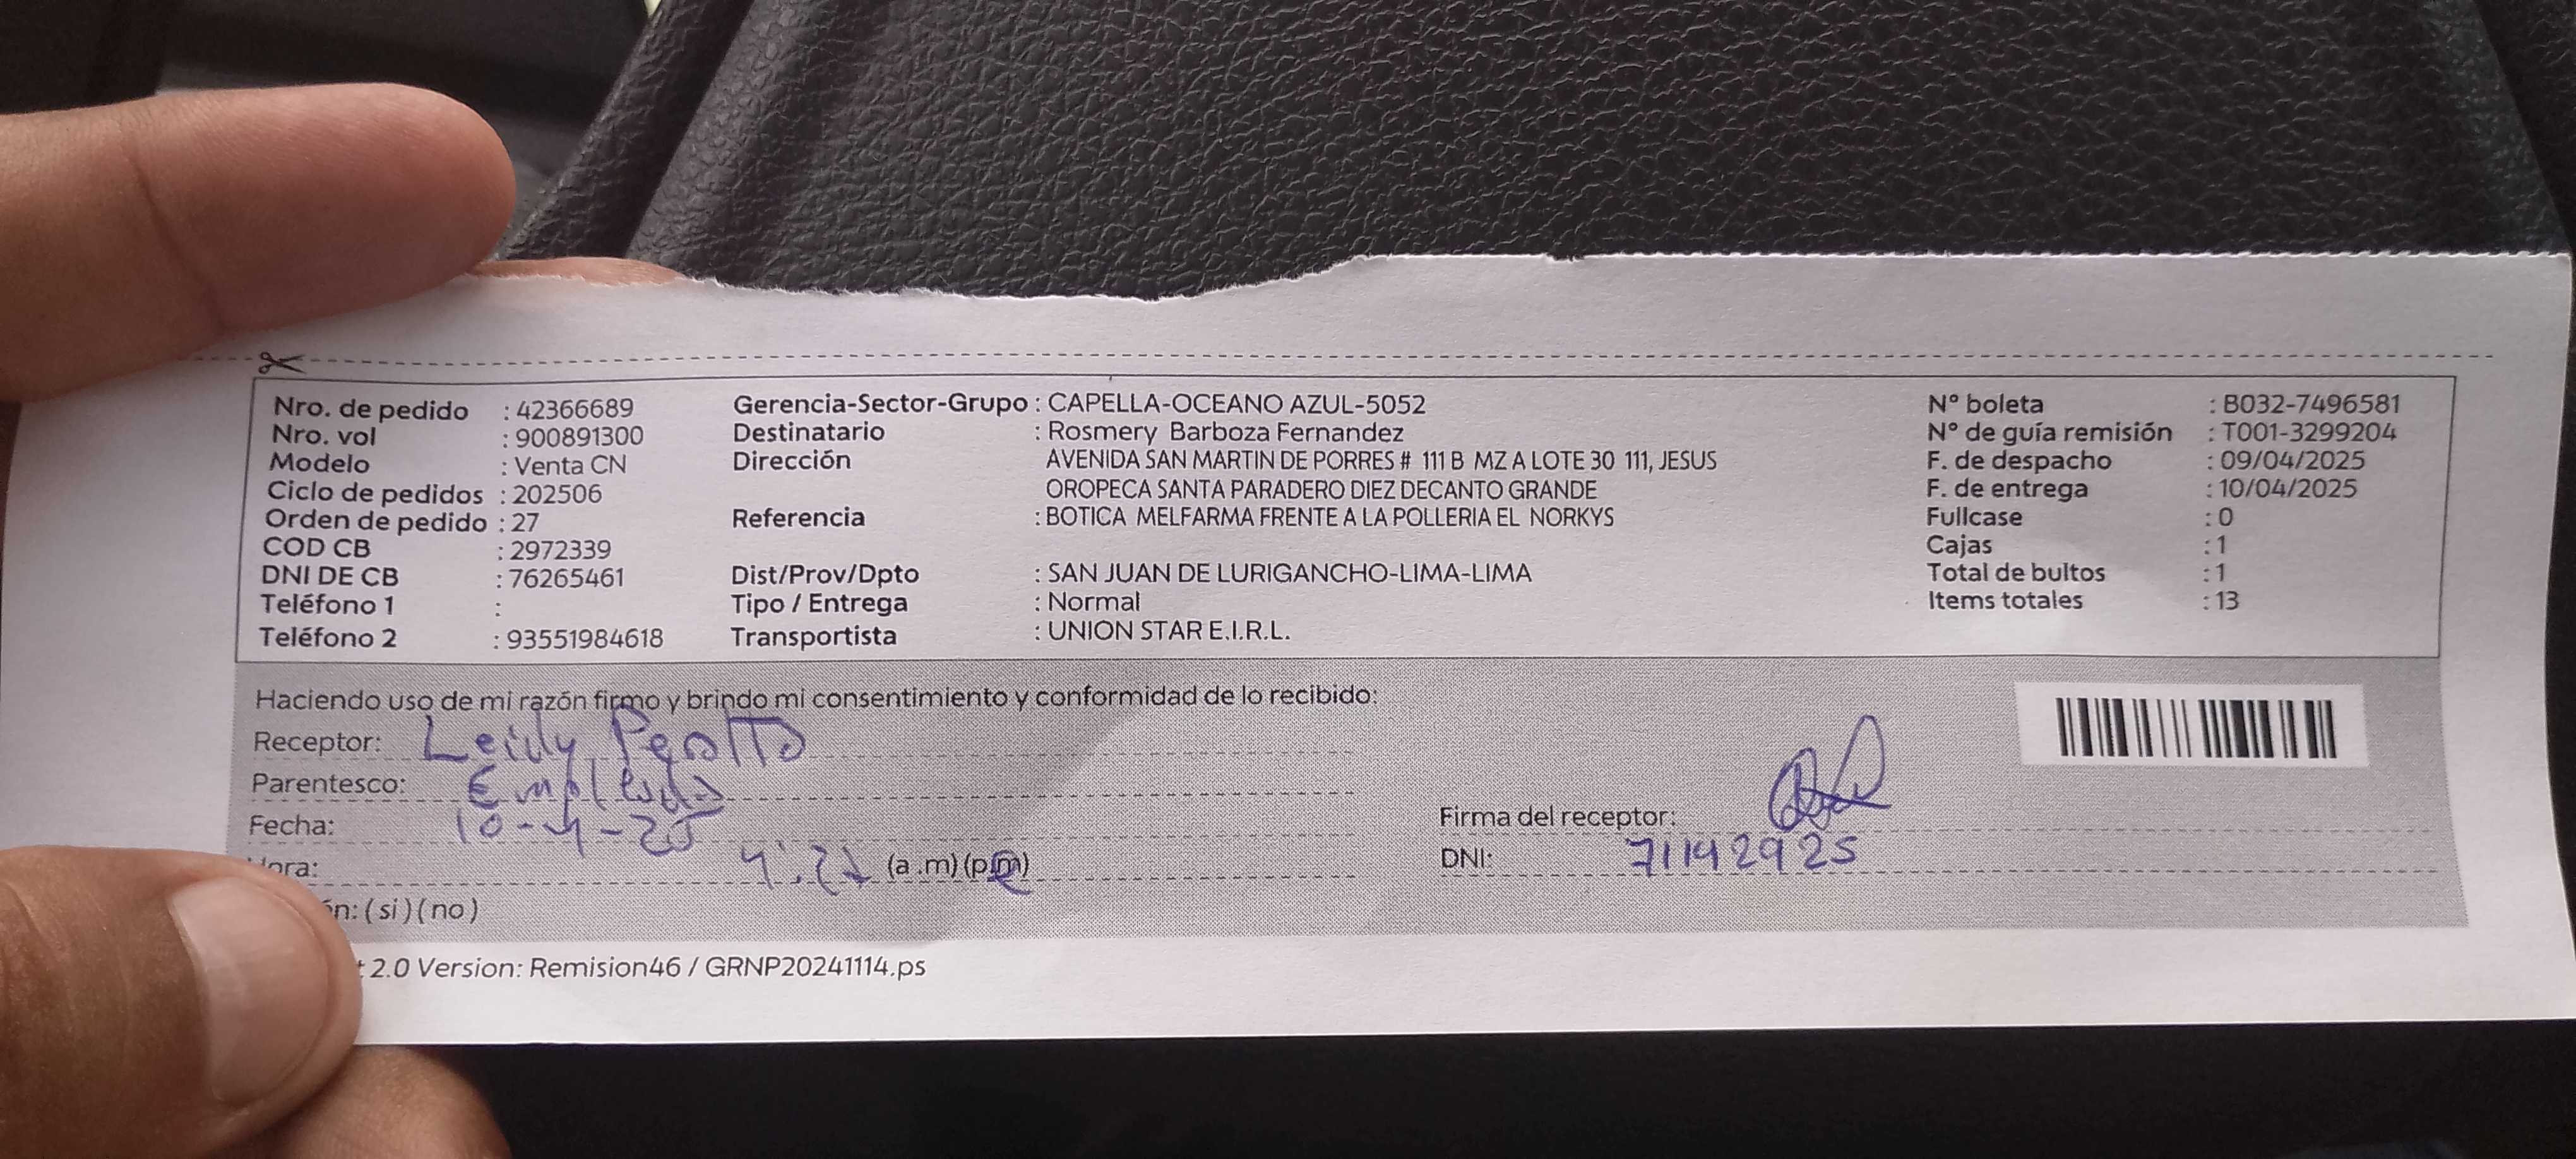 Nro. de pedido : 42366689
Nro. vol : 900891300
Modelo : Venta CN
Ciclo de pedidos : 202506
Orden de pedido : 27
COD CB : 2972339
DNI DE CB : 76265461
Teléfono 1 :
Teléfono 2 : 93551984618
Gerencia-Sector-Grupo : CAPELLA-OCEANO AZUL-5052
Destinatario : Rosmery Barboza Fernandez
Dirección AVENIDA SAN MARTIN DE PORRES # 111 B MZ A LOTE 30 111, JESUS
OROPECA SANTA PARADERO DIEZ DECANTO GRANDE
Referencia : BOTICA MELFARMA FRENTE A LA POLLERIA EL NORKYS
Dist/Prov/Dpto : SAN JUAN DE LURIGANCHO-LIMA-LIMA
Tipo / Entrega : Normal
Transportista : UNION STAR E.I.R.L.
N° boleta : B032-7496581
N° de guía remisión : T001-3299204
F. de despacho : 09/04/2025
F. de entrega : 10/04/2025
Fullcase : 0
Cajas : 1
Total de bultos : 1
Items totales : 13
Haciendo uso de mi razón firmo y brindo mi consentimiento y conformidad de lo recibido:
Receptor: Leidy Peralta
Parentesco: Empleada
Fecha: 10-4-25
ora: (a.m)(p.m)
ón: (si)(no)
Firma del receptor:
DNI: 71142925
t 2.0 Version: Remision46 / GRNP20241114.ps